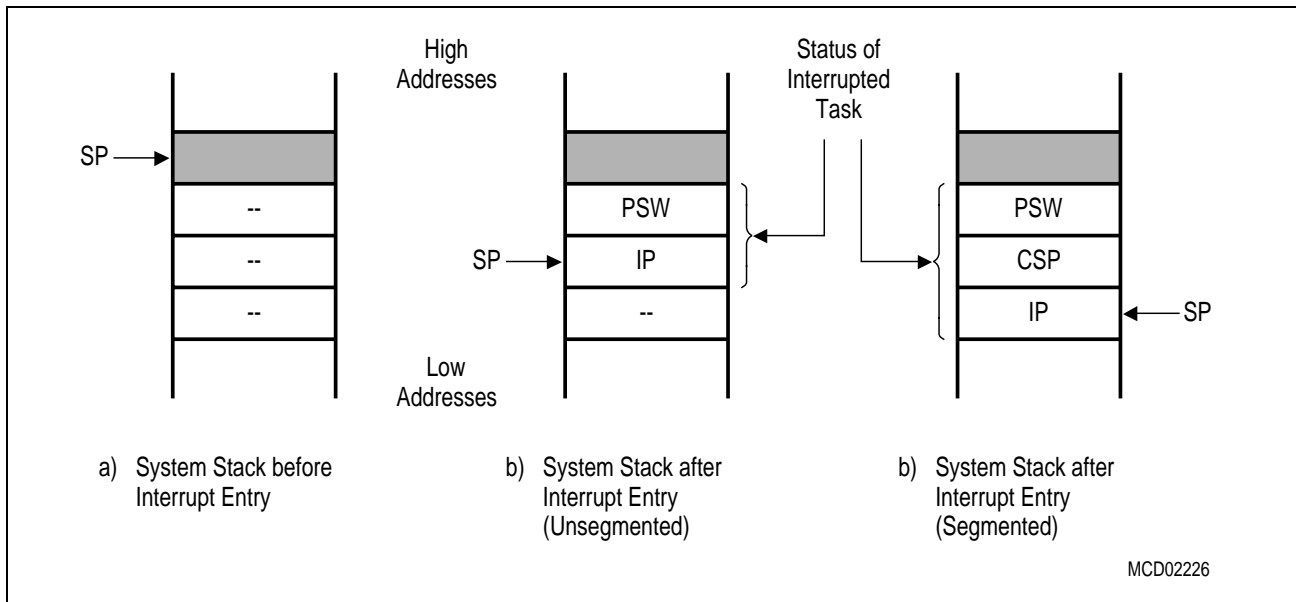 High
Addresses
Status of
Interrupted
Task
SP
--
--
--
SP
PSW
IP
--
PSW
CSP
IP
SP
Low
Addresses
a) System Stack before
Interrupt Entry
b) System Stack after
Interrupt Entry
(Unsegmented)
b) System Stack after
Interrupt Entry
(Segmented)
MCD02226